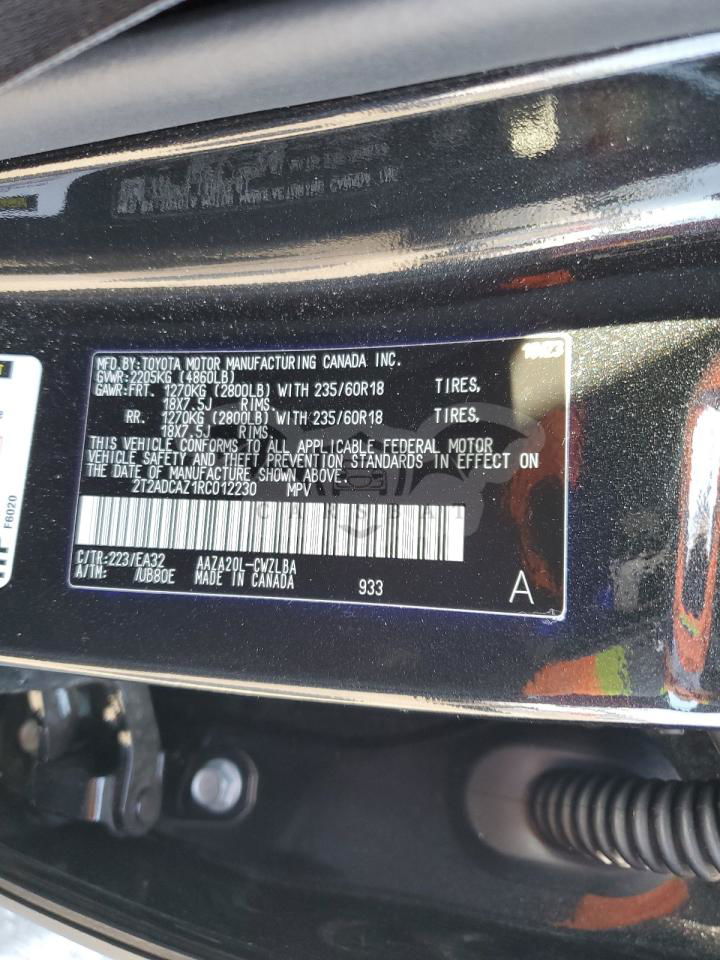 MFD.BY:TOYOTA MOTOR MANUFACTURING CANADA INC. 10/23
GVWR:2205KG (4860LB)
GAWR:FRT. 1270KG (2800LB) WITH 235/60R18 TIRES,
18X7.5J RIMS.
RR. 1270KG (2800LB) WITH 235/60R18 TIRES,
18X7.5J RIMS.
THIS VEHICLE CONFORMS TO ALL APPLICABLE FEDERAL MOTOR
VEHICLE SAFETY AND THEFT PREVENTION STANDARDS IN EFFECT ON
THE DATE OF MANUFACTURE SHOWN ABOVE.
2T2ADCAZ1RC012230 MPV
C/TR:223/EA32 AAZA20L-CWZLBA
A/TM: /UB80E MADE IN CANADA 933 A
F6020